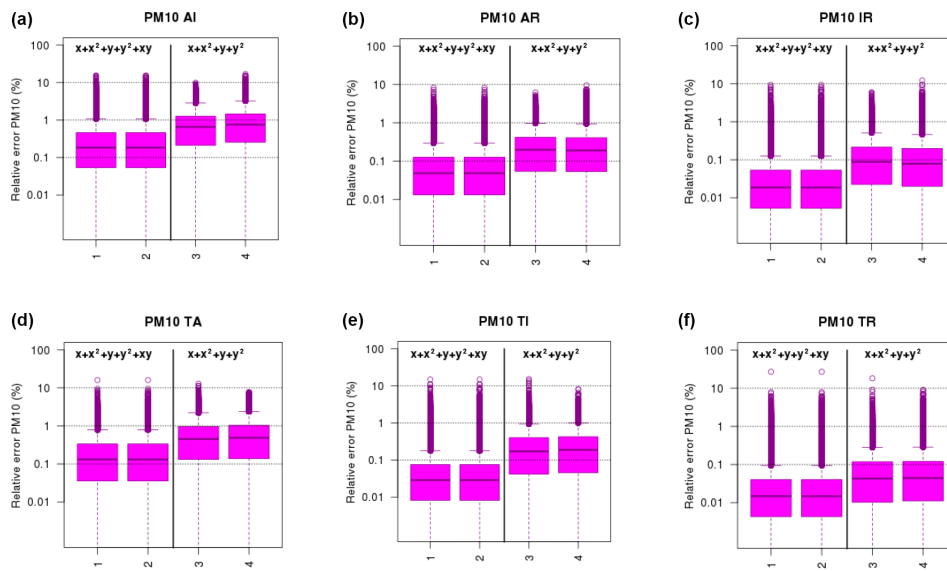 (a) PM10 AI
x+x²+y+y²+xy x+x²+y+y²
Relative error PM10 (%)
100
10
1
0.1
0.01
1 2 3 4
(b) PM10 AR
x+x²+y+y²+xy x+x²+y+y²
Relative error PM10 (%)
100
10
1
0.1
0.01
1 2 3 4
(c) PM10 IR
x+x²+y+y²+xy x+x²+y+y²
Relative error PM10 (%)
100
10
1
0.1
0.01
1 2 3 4
(d) PM10 TA
x+x²+y+y²+xy x+x²+y+y²
Relative error PM10 (%)
100
10
1
0.1
0.01
1 2 3 4
(e) PM10 TI
x+x²+y+y²+xy x+x²+y+y²
Relative error PM10 (%)
100
10
1
0.1
0.01
1 2 3 4
(f) PM10 TR
x+x²+y+y²+xy x+x²+y+y²
Relative error PM10 (%)
100
10
1
0.1
0.01
1 2 3 4